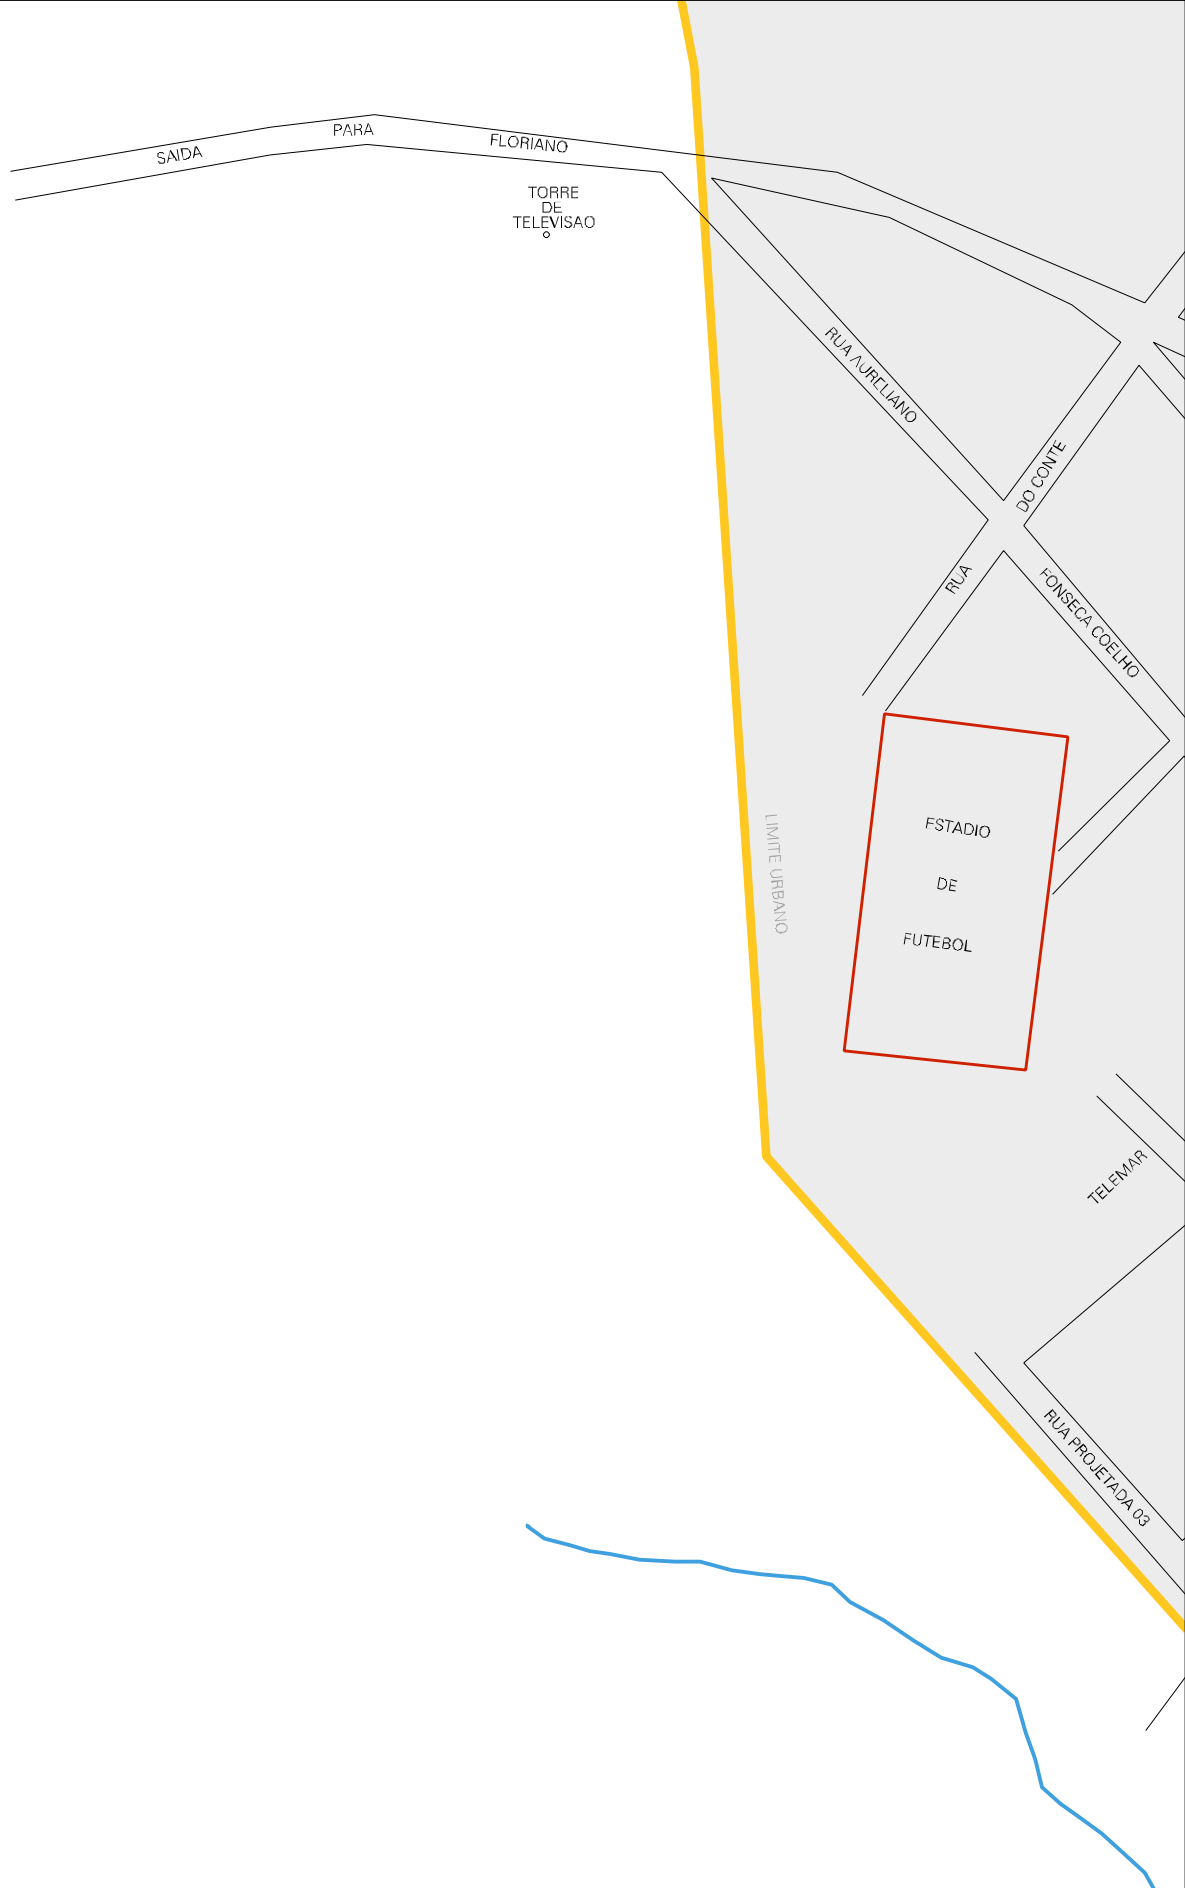 SAIDA PARA FLORIANO
TORRE
DE
TELEVISAO
RUA AURELIANO
FONSECA COELHO
RUA
DO CONTE
LIMITE URBANO
ESTADIO
DE
FUTEBOL
TELEMAR
RUA PROJETADA 03